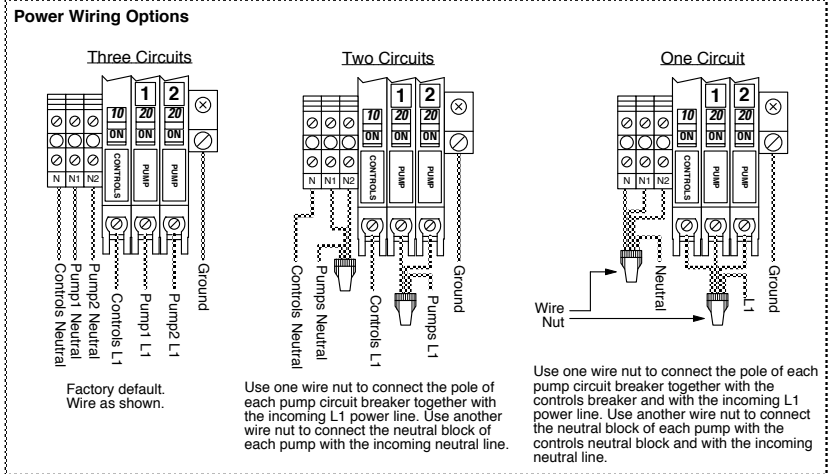 Power Wiring Options
Three Circuits
1 2
10 20 20
ON ON ON
CONTROLS PUMP PUMP
N N1 N2
Controls Neutral
Pump1 Neutral
Pump2 Neutral
Controls L1
Pump1 L1
Pump2 L1
Ground
Factory default.
Wire as shown.
Two Circuits
1 2
10 20 20
ON ON ON
CONTROLS PUMP PUMP
N N1 N2
Controls Neutral
Pumps Neutral
Controls L1
Pumps L1
Ground
Use one wire nut to connect the pole of
each pump circuit breaker together with
the incoming L1 power line. Use another
wire nut to connect the neutral block of
each pump with the incoming neutral line.
One Circuit
1 2
10 20 20
ON ON ON
CONTROLS PUMP PUMP
N N1 N2
Neutral
L1
Ground
Wire
Nut
Use one wire nut to connect the pole of each
pump circuit breaker together with the
controls breaker and with the incoming L1
power line. Use another wire nut to connect
the neutral block of each pump with the
controls neutral block and with the incoming
neutral line.